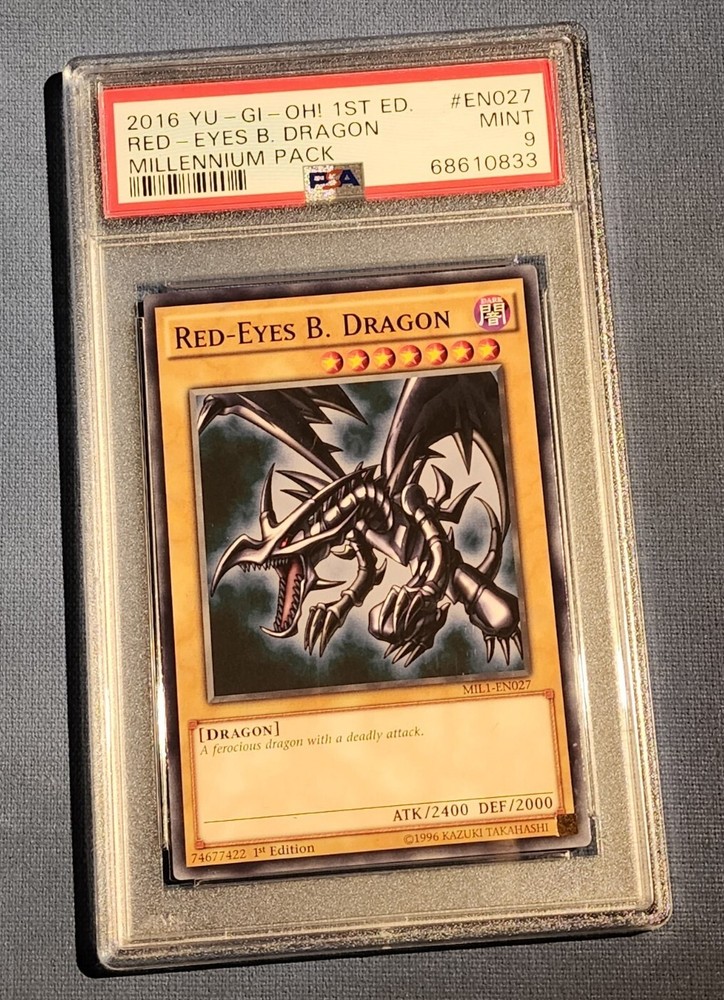 2016 YU-GI-OH! 1ST ED. #EN027
RED-EYES B. DRAGON MINT
MILLENNIUM PACK 9
PSA 68610833
RED-EYES B. DRAGON
DARK
闇
MIL1-EN027
[DRAGON]
A ferocious dragon with a deadly attack.
ATK/2400 DEF/2000
74677422 1st Edition ©1996 KAZUKI TAKAHASHI